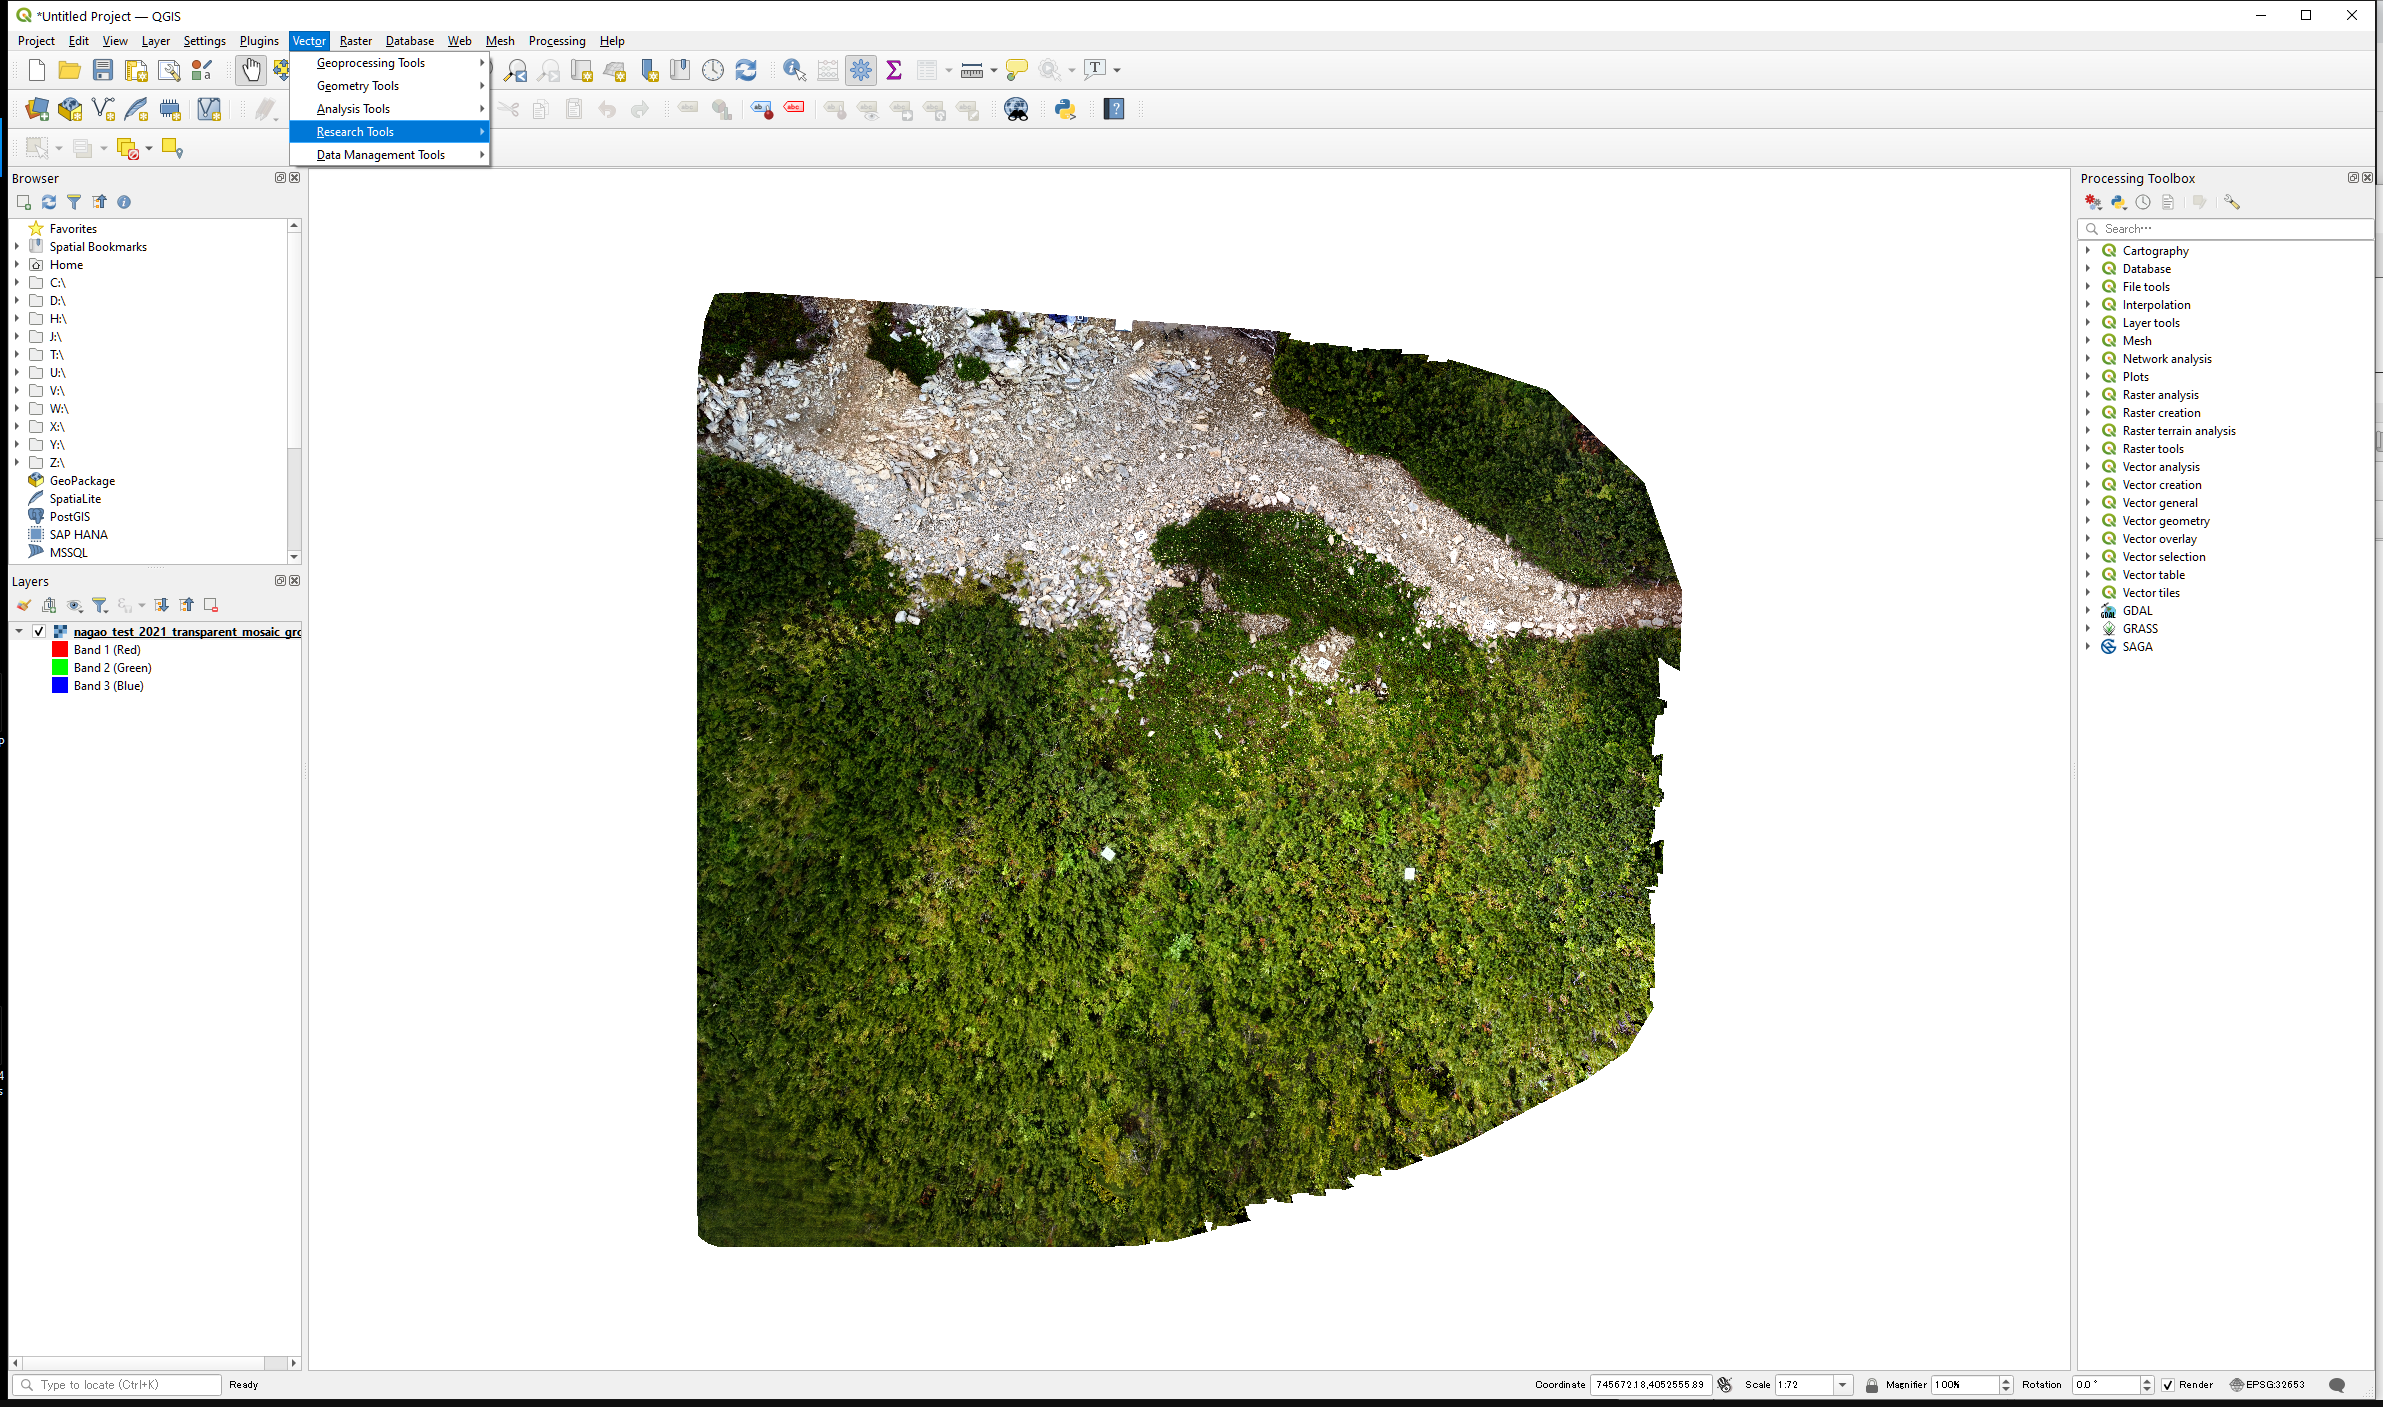 *Untitled Project — QGIS
Project Edit View Layer Settings Plugins Vector Raster Database Web Mesh Processing Help
Geoprocessing Tools
Geometry Tools
Analysis Tools
Research Tools
Data Management Tools
Browser
Favorites
Spatial Bookmarks
Home
C:\
D:\
H:\
J:\
T:\
U:\
V:\
W:\
X:\
Y:\
Z:\
GeoPackage
SpatiaLite
PostGIS
SAP HANA
MSSQL
Layers
nagao_test_2021_transparent_mosaic_gro
Band 1 (Red)
Band 2 (Green)
Band 3 (Blue)
Processing Toolbox
Search…
Cartography
Database
File tools
Interpolation
Layer tools
Mesh
Network analysis
Plots
Raster analysis
Raster creation
Raster terrain analysis
Raster tools
Vector analysis
Vector creation
Vector general
Vector geometry
Vector overlay
Vector selection
Vector table
Vector tiles
GDAL
GRASS
SAGA
Type to locate (Ctrl+K) Ready Coordinate 745672.18,4052555.89 Scale 1:72 Magnifier 100% Rotation 0.0 ° Render EPSG:32653